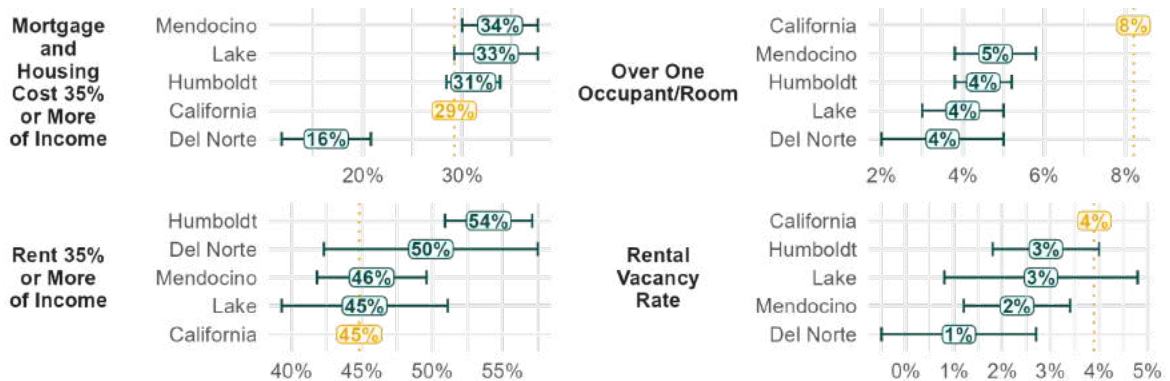 Mortgage
and
Housing
Cost 35%
or More
of Income
Mendocino 34%
Lake 33%
Humboldt 31%
California 29%
Del Norte 16%
20% 30%
Over One
Occupant/Room
California 8%
Mendocino 5%
Humboldt 4%
Lake 4%
Del Norte 4%
2% 4% 6% 8%
Rent 35%
or More
of Income
Humboldt 54%
Del Norte 50%
Mendocino 46%
Lake 45%
California 45%
40% 45% 50% 55%
Rental
Vacancy
Rate
California 4%
Humboldt 3%
Lake 3%
Mendocino 2%
Del Norte 1%
0% 1% 2% 3% 4% 5%